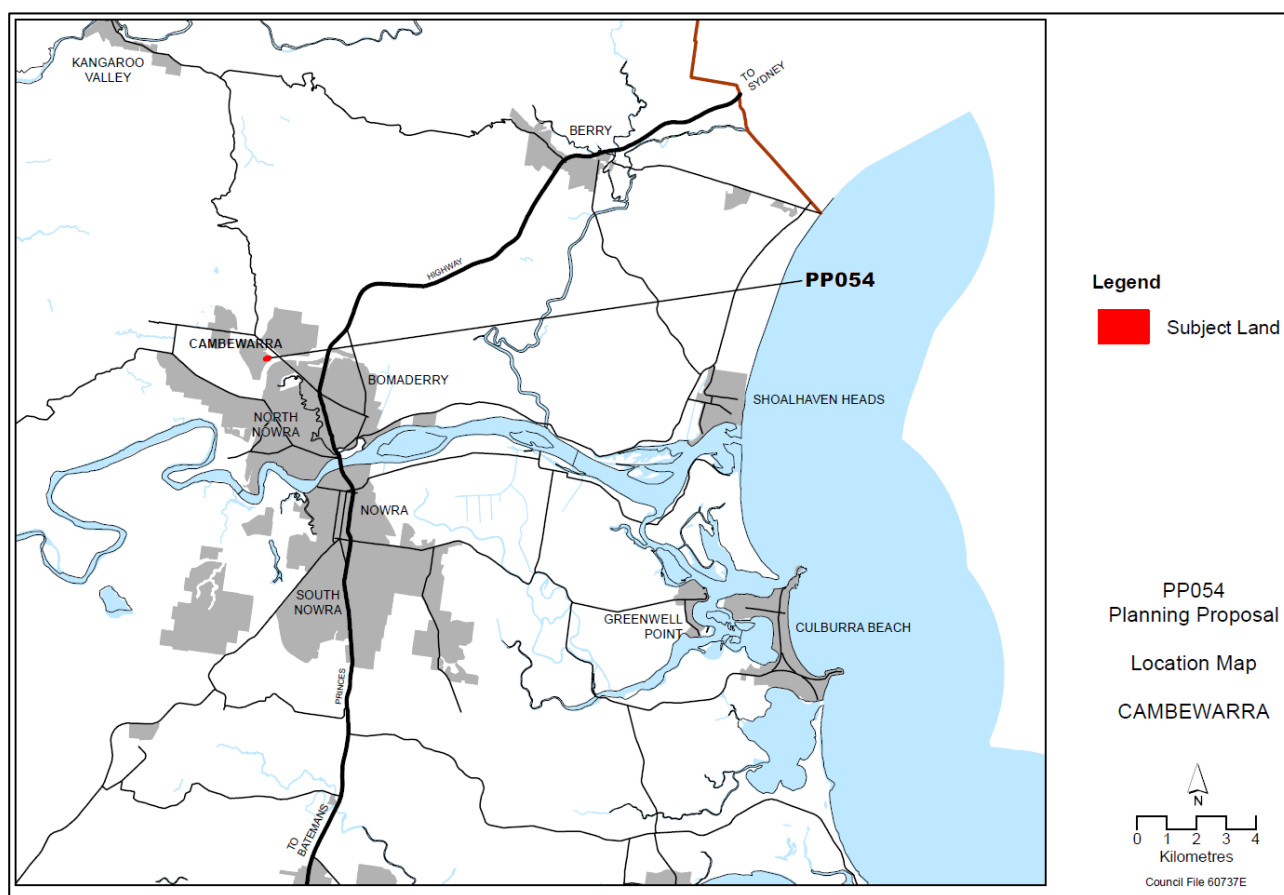 KANGAROO
VALLEY
TO
SYDNEY
BERRY
HIGHWAY
PP054
CAMBEWARRA
BOMADERRY
SHOALHAVEN HEADS
NORTH
NOWRA
NOWRA
SOUTH
NOWRA
GREENWELL
POINT
CULBURRA BEACH
PRINCES
TO
BATEMANS
Legend
Subject Land
PP054
Planning Proposal
Location Map
CAMBEWARRA
N
0 1 2 3 4
Kilometres
Council File 60737E